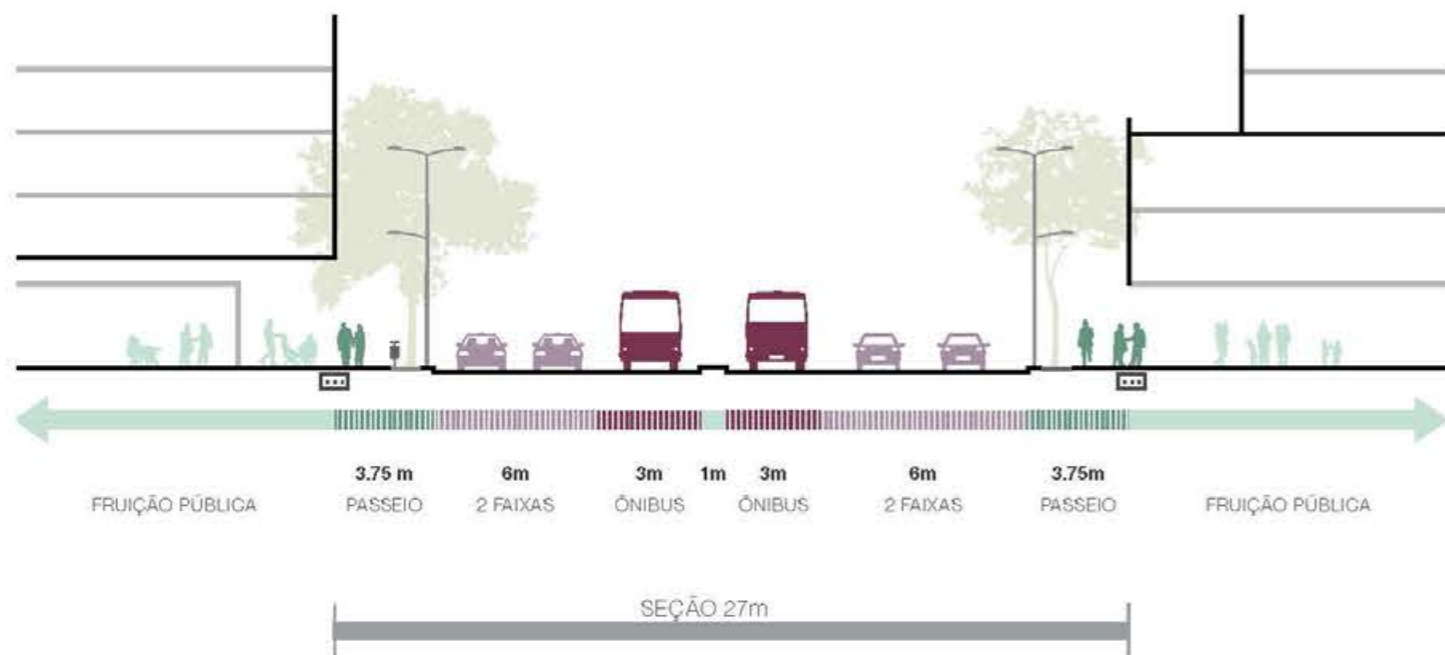 3.75 m 6m 3m 1m 3m 6m 3.75m
FRUIÇÃO PÚBLICA PASSEIO 2 FAIXAS ÔNIBUS ÔNIBUS 2 FAIXAS PASSEIO FRUIÇÃO PÚBLICA
SEÇÃO 27m